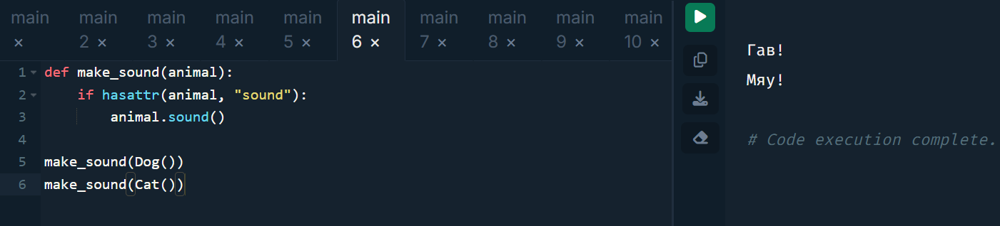 main main main main main main main main main main
× 2 × 3 × 4 × 5 × 6 × 7 × 8 × 9 × 10 ×
1 def make_sound(animal):
2     if hasattr(animal, "sound"):
3         animal.sound()
4
5 make_sound(Dog())
6 make_sound(Cat())
Гав!
Мяу!
# Code execution complete.